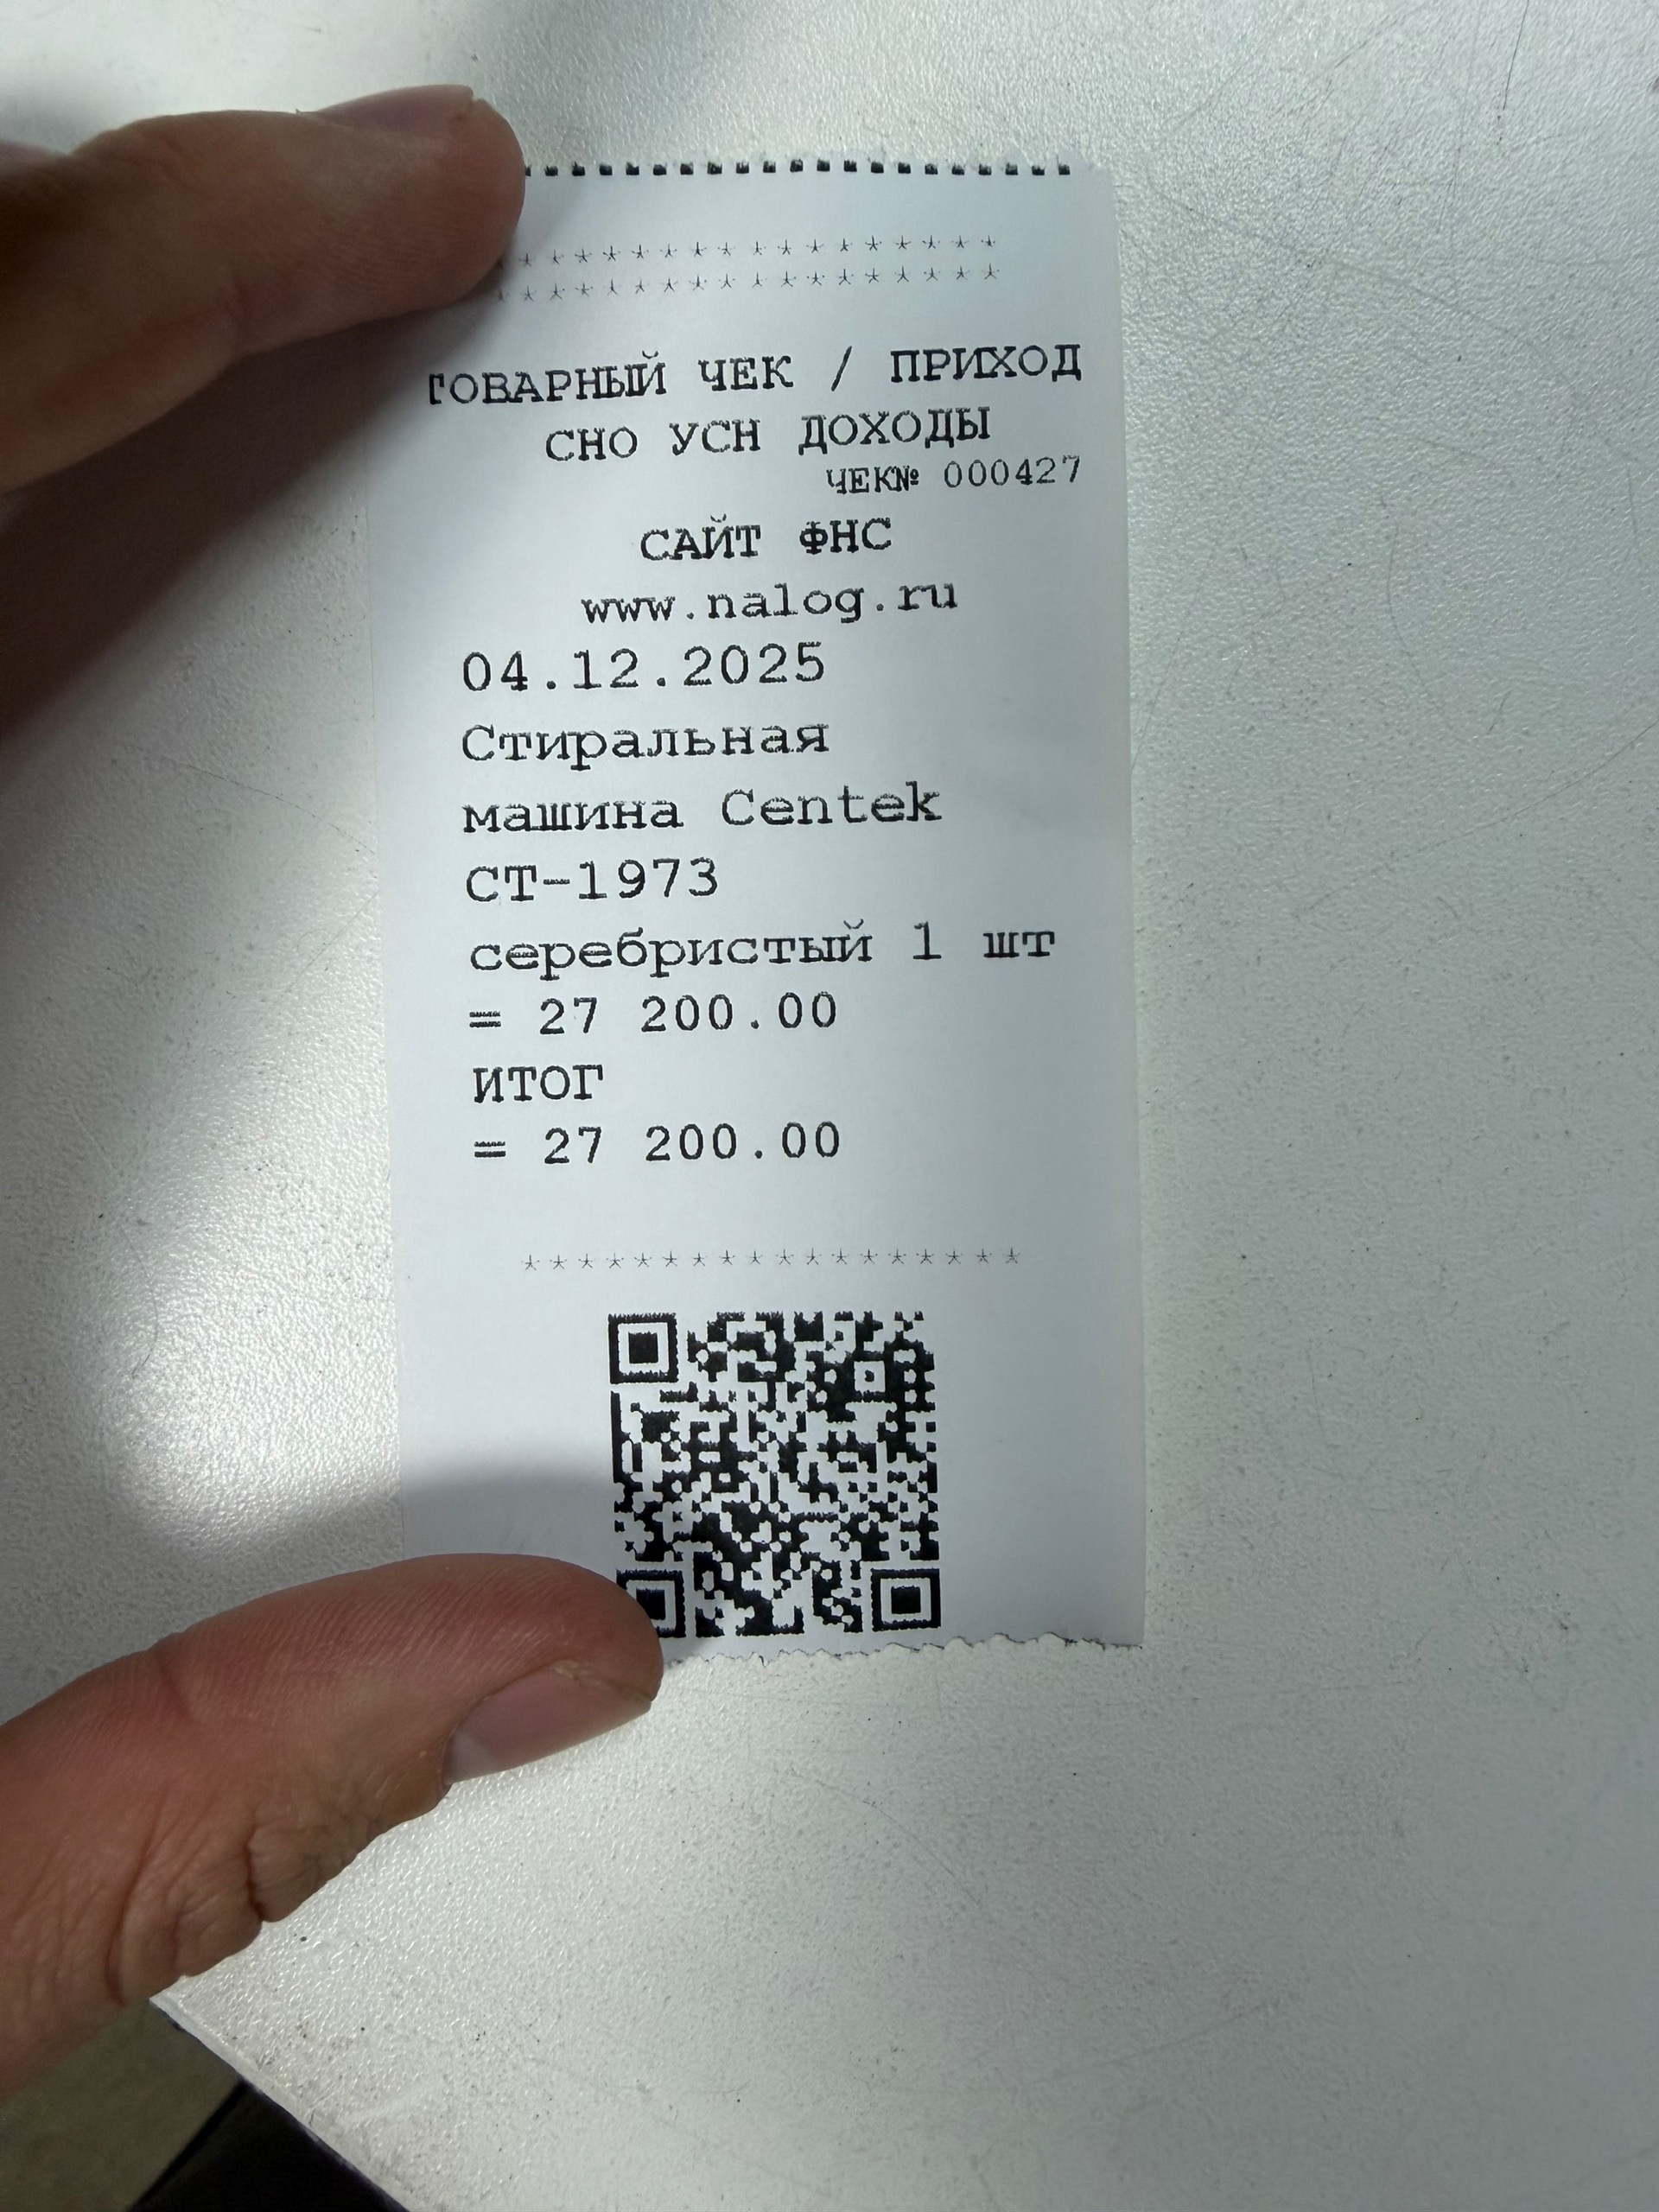 * * * * * * * * * * * * * * * * *
* * * * * * * * * * * * * * * * * *
ТОВАРНЫЙ ЧЕК / ПРИХОД
СНО УСН ДОХОДЫ
ЧЕК№ 000427
САЙТ ФНС
www.nalog.ru
04.12.2025
Стиральная
машина Centek
СТ-1973
серебристый 1 шт
= 27 200.00
ИТОГ
= 27 200.00
* * * * * * * * * * * * * * * * * *